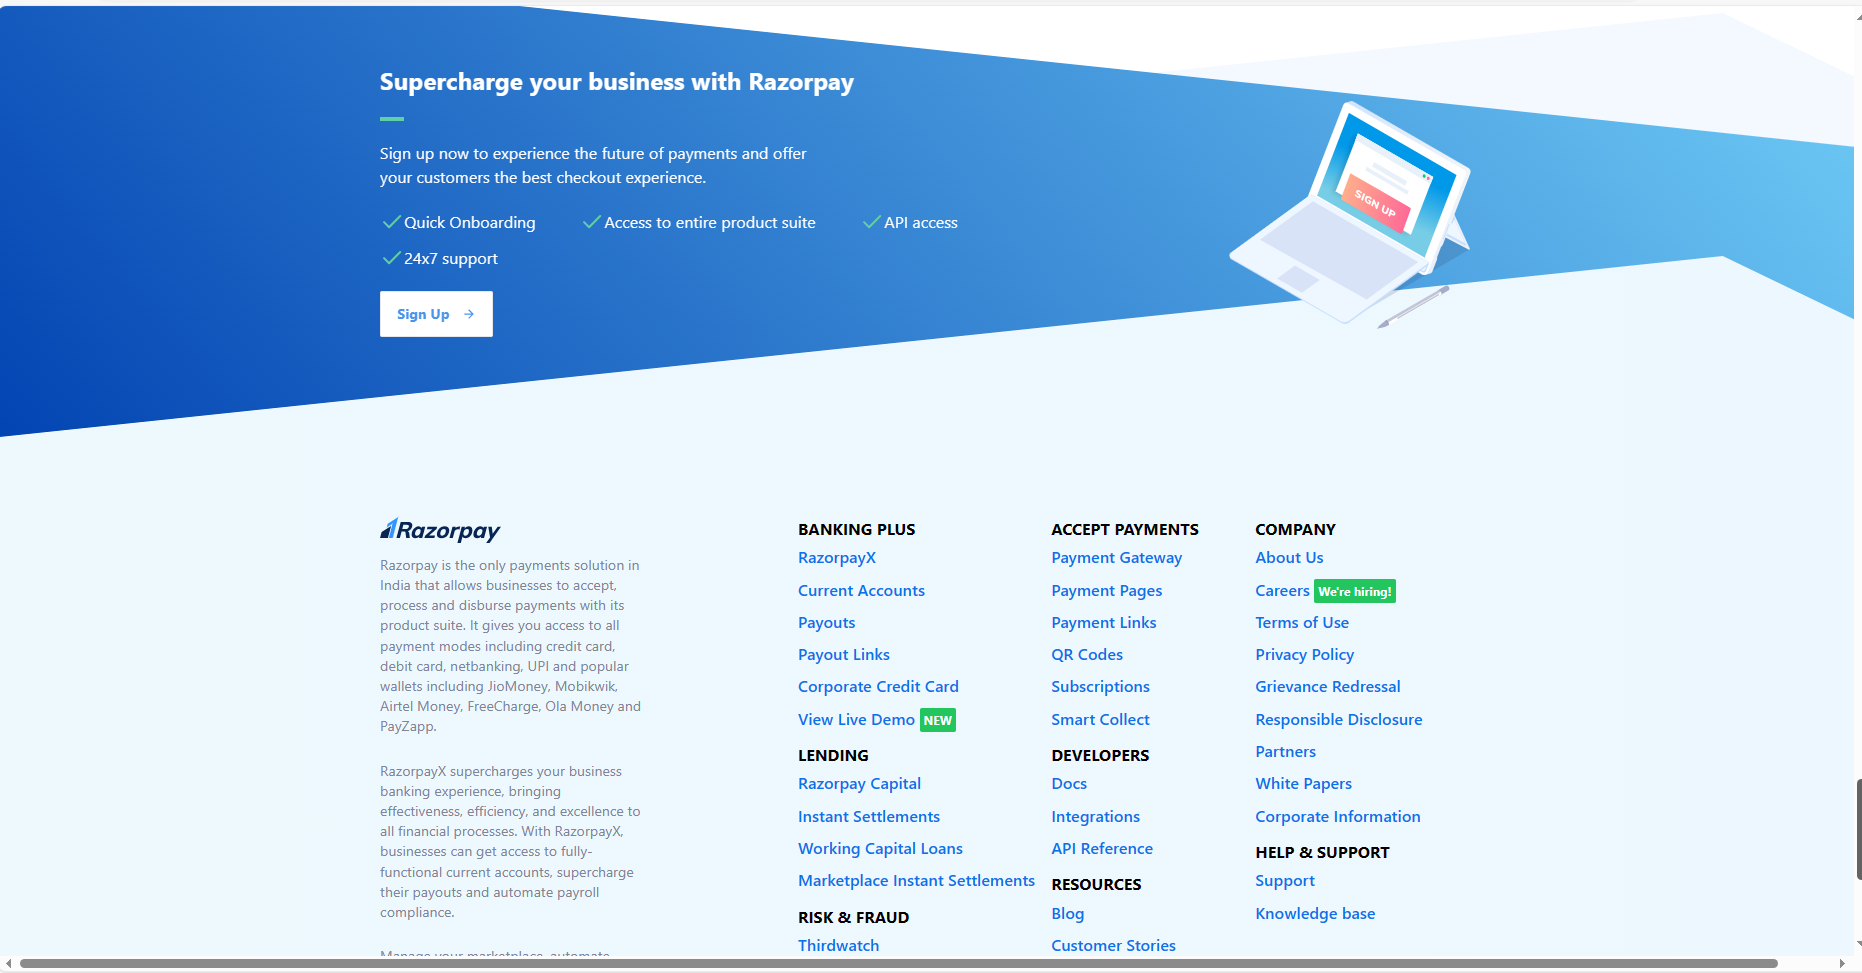 Supercharge your business with Razorpay
Sign up now to experience the future of payments and offer
your customers the best checkout experience.
Quick Onboarding
Access to entire product suite
API access
24x7 support
Sign Up
SIGN UP
Razorpay
Razorpay is the only payments solution in
India that allows businesses to accept,
process and disburse payments with its
product suite. It gives you access to all
payment modes including credit card,
debit card, netbanking, UPI and popular
wallets including JioMoney, Mobikwik,
Airtel Money, FreeCharge, Ola Money and
PayZapp.
RazorpayX supercharges your business
banking experience, bringing
effectiveness, efficiency, and excellence to
all financial processes. With RazorpayX,
businesses can get access to fully-
functional current accounts, supercharge
their payouts and automate payroll
compliance.
Manage your marketplace, automate
BANKING PLUS
RazorpayX
Current Accounts
Payouts
Payout Links
Corporate Credit Card
View Live Demo NEW
LENDING
Razorpay Capital
Instant Settlements
Working Capital Loans
Marketplace Instant Settlements
RISK & FRAUD
Thirdwatch
ACCEPT PAYMENTS
Payment Gateway
Payment Pages
Payment Links
QR Codes
Subscriptions
Smart Collect
DEVELOPERS
Docs
Integrations
API Reference
RESOURCES
Blog
Customer Stories
COMPANY
About Us
Careers We're hiring!
Terms of Use
Privacy Policy
Grievance Redressal
Responsible Disclosure
Partners
White Papers
Corporate Information
HELP & SUPPORT
Support
Knowledge base